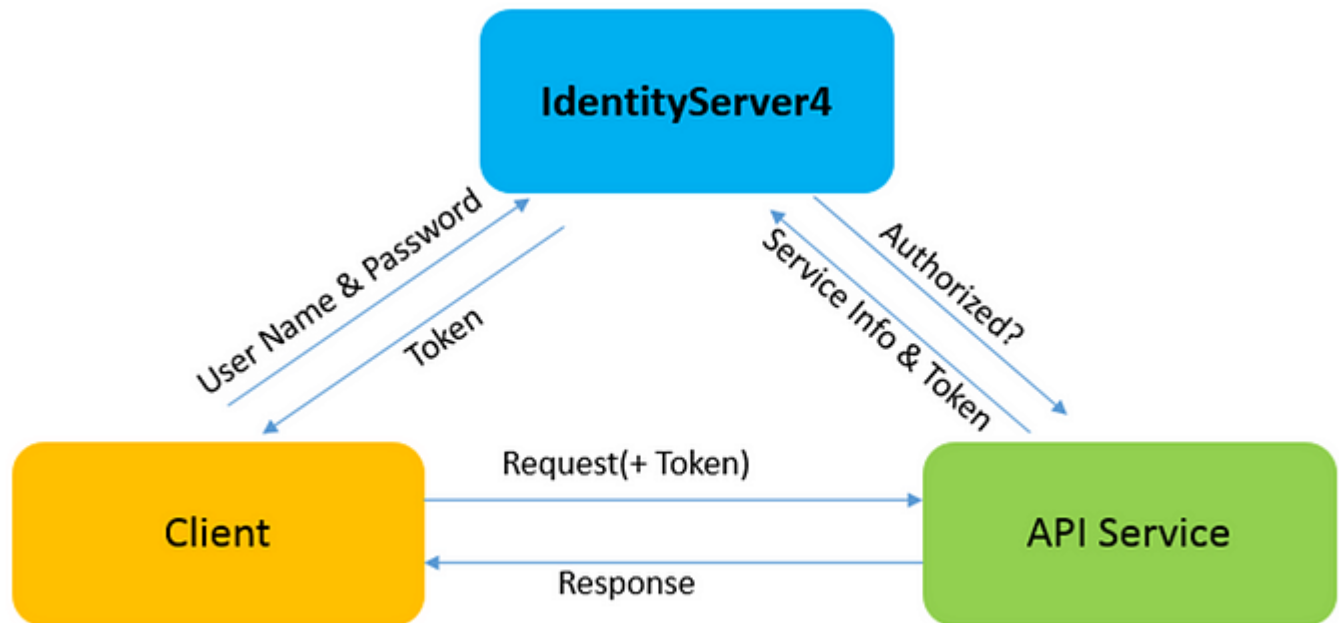 IdentityServer4
User Name & Password
Token
Service Info & Token
Authorized?
Request(+ Token)
Client
API Service
Response